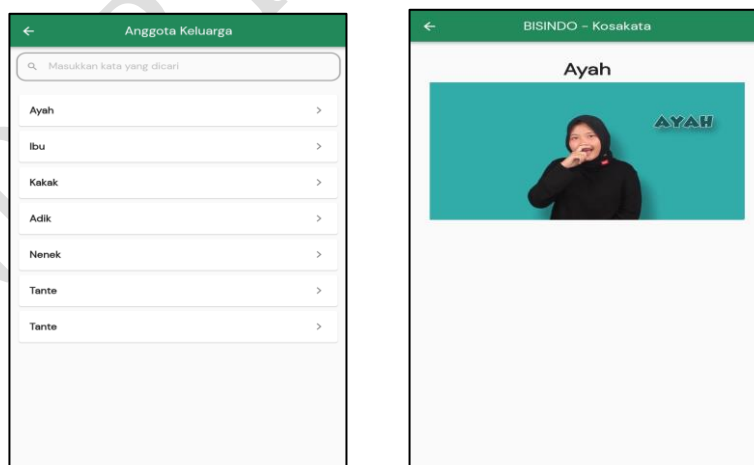 Anggota Keluarga
Masukkan kata yang dicari
Ayah
Ibu
Kakak
Adik
Nenek
Tante
Tante
BISINDO - Kosakata
Ayah
AYAH